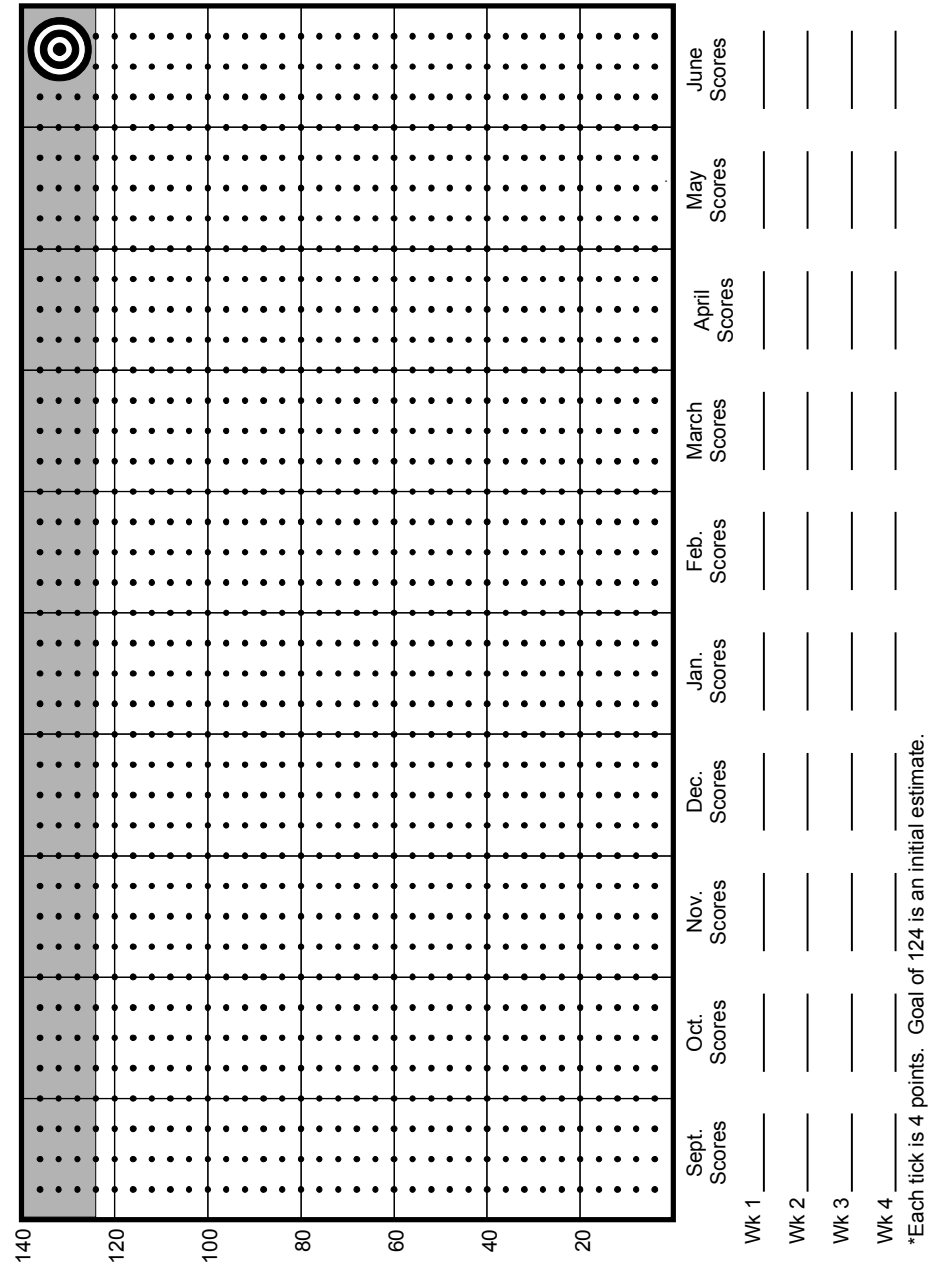 140
120
100
80
60
40
20
Sept.
Scores
Oct.
Scores
Nov.
Scores
Dec.
Scores
Jan.
Scores
Feb.
Scores
March
Scores
April
Scores
May
Scores
June
Scores
Wk 1
Wk 2
Wk 3
Wk 4
*Each tick is 4 points. Goal of 124 is an initial estimate.